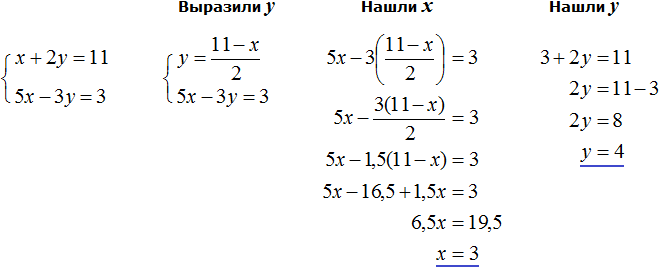 Выразили y
Нашли x
Нашли y
x + 2y = 11
5x − 3y = 3
y = (11 − x)/2
5x − 3y = 3
5x − 3((11 − x)/2) = 3
5x − 3(11 − x)/2 = 3
5x − 1,5(11 − x) = 3
5x − 16,5 + 1,5x = 3
6,5x = 19,5
x = 3
3 + 2y = 11
2y = 11 − 3
2y = 8
y = 4